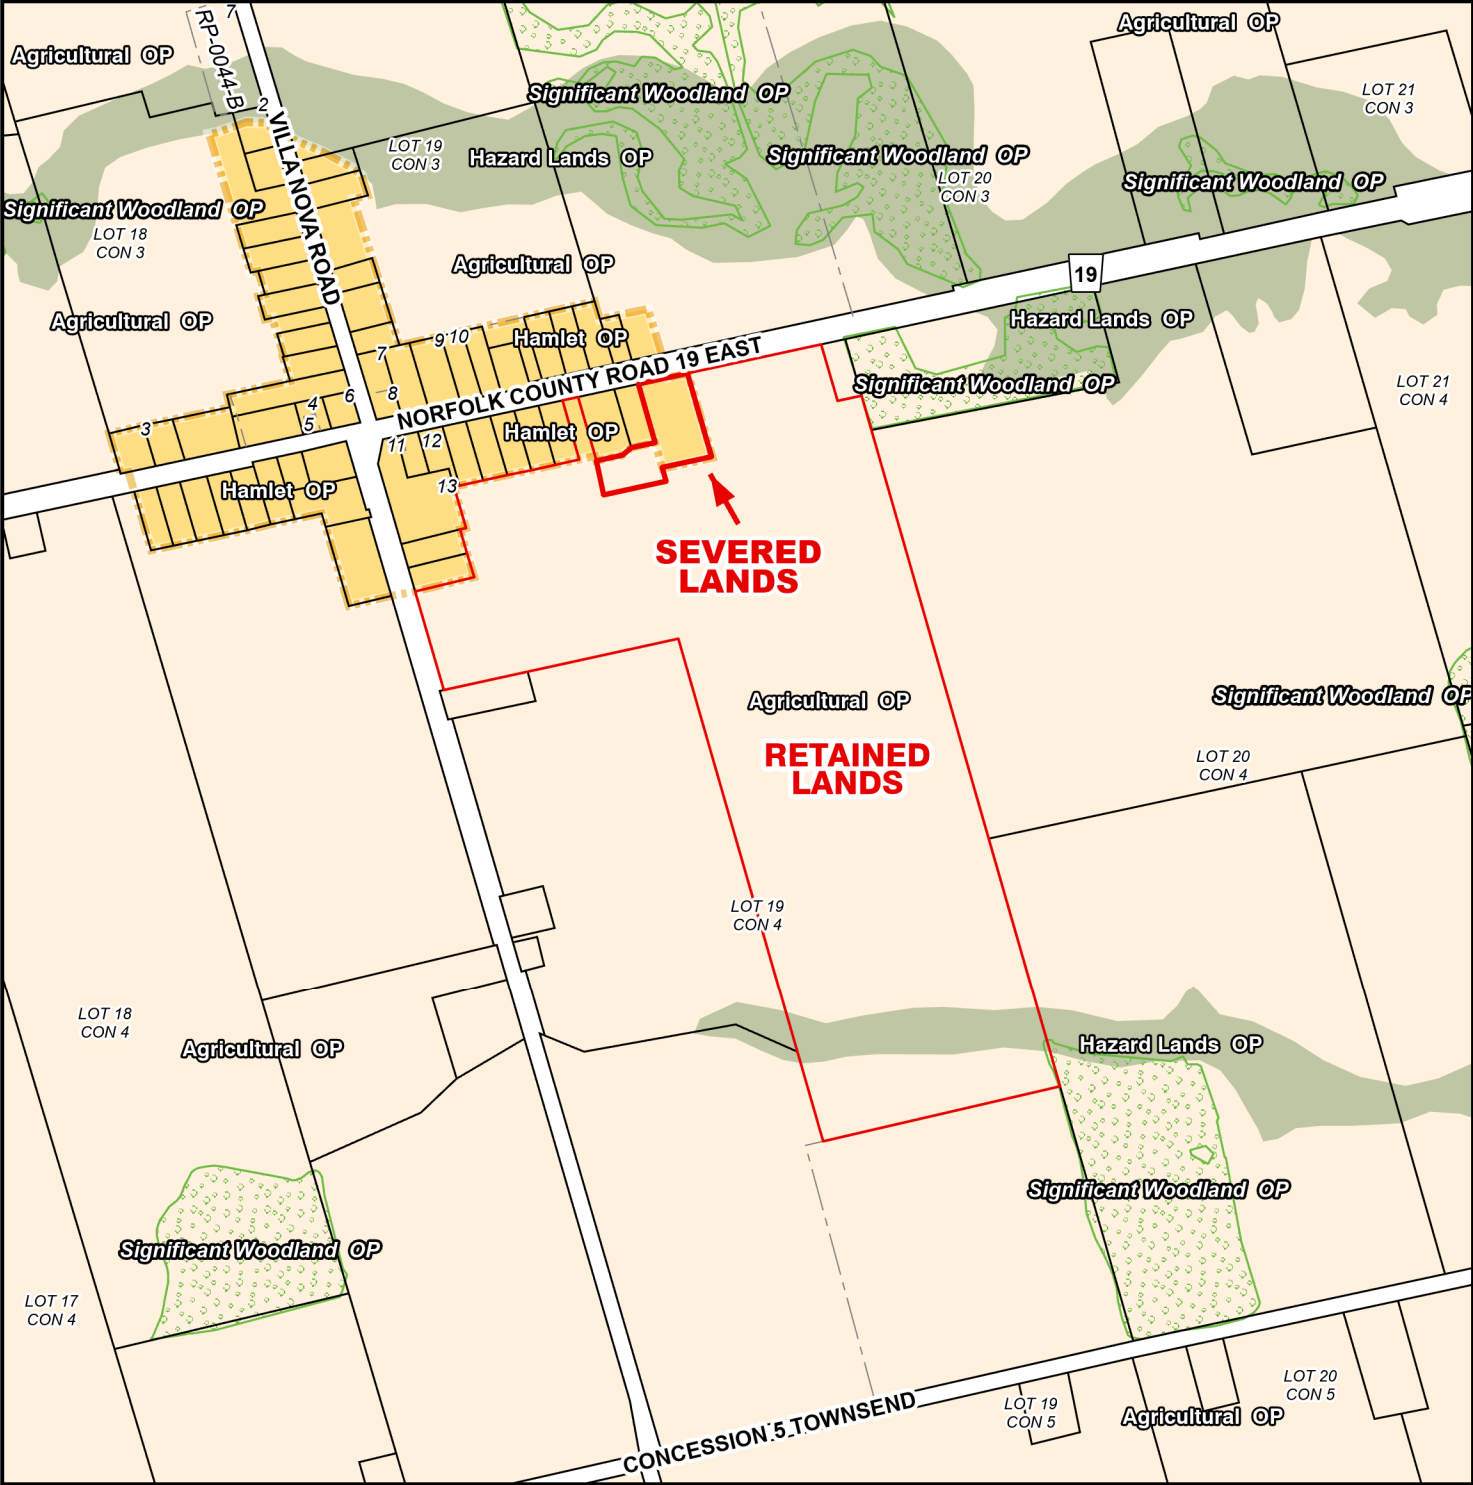 7
RP-0044-B
Agricultural OP
Agricultural OP
Significant Woodland OP
LOT 21
CON 3
2
VILLA NOVA ROAD
LOT 19
CON 3
Hazard Lands OP
Significant Woodland OP
LOT 20
CON 3
Significant Woodland OP
Significant Woodland OP
LOT 18
CON 3
Agricultural OP
19
Agricultural OP
Hazard Lands OP
Hamlet OP
9
10
7
NORFOLK COUNTY ROAD 19 EAST
Significant Woodland OP
LOT 21
CON 4
8
6
4
5
3
11
12
Hamlet OP
13
Hamlet OP
SEVERED
LANDS
Agricultural OP
Significant Woodland OP
RETAINED
LANDS
LOT 20
CON 4
LOT 19
CON 4
LOT 18
CON 4
Agricultural OP
Hazard Lands OP
Significant Woodland OP
Significant Woodland OP
LOT 17
CON 4
LOT 20
CON 5
LOT 19
CON 5
Agricultural OP
CONCESSION 5 TOWNSEND